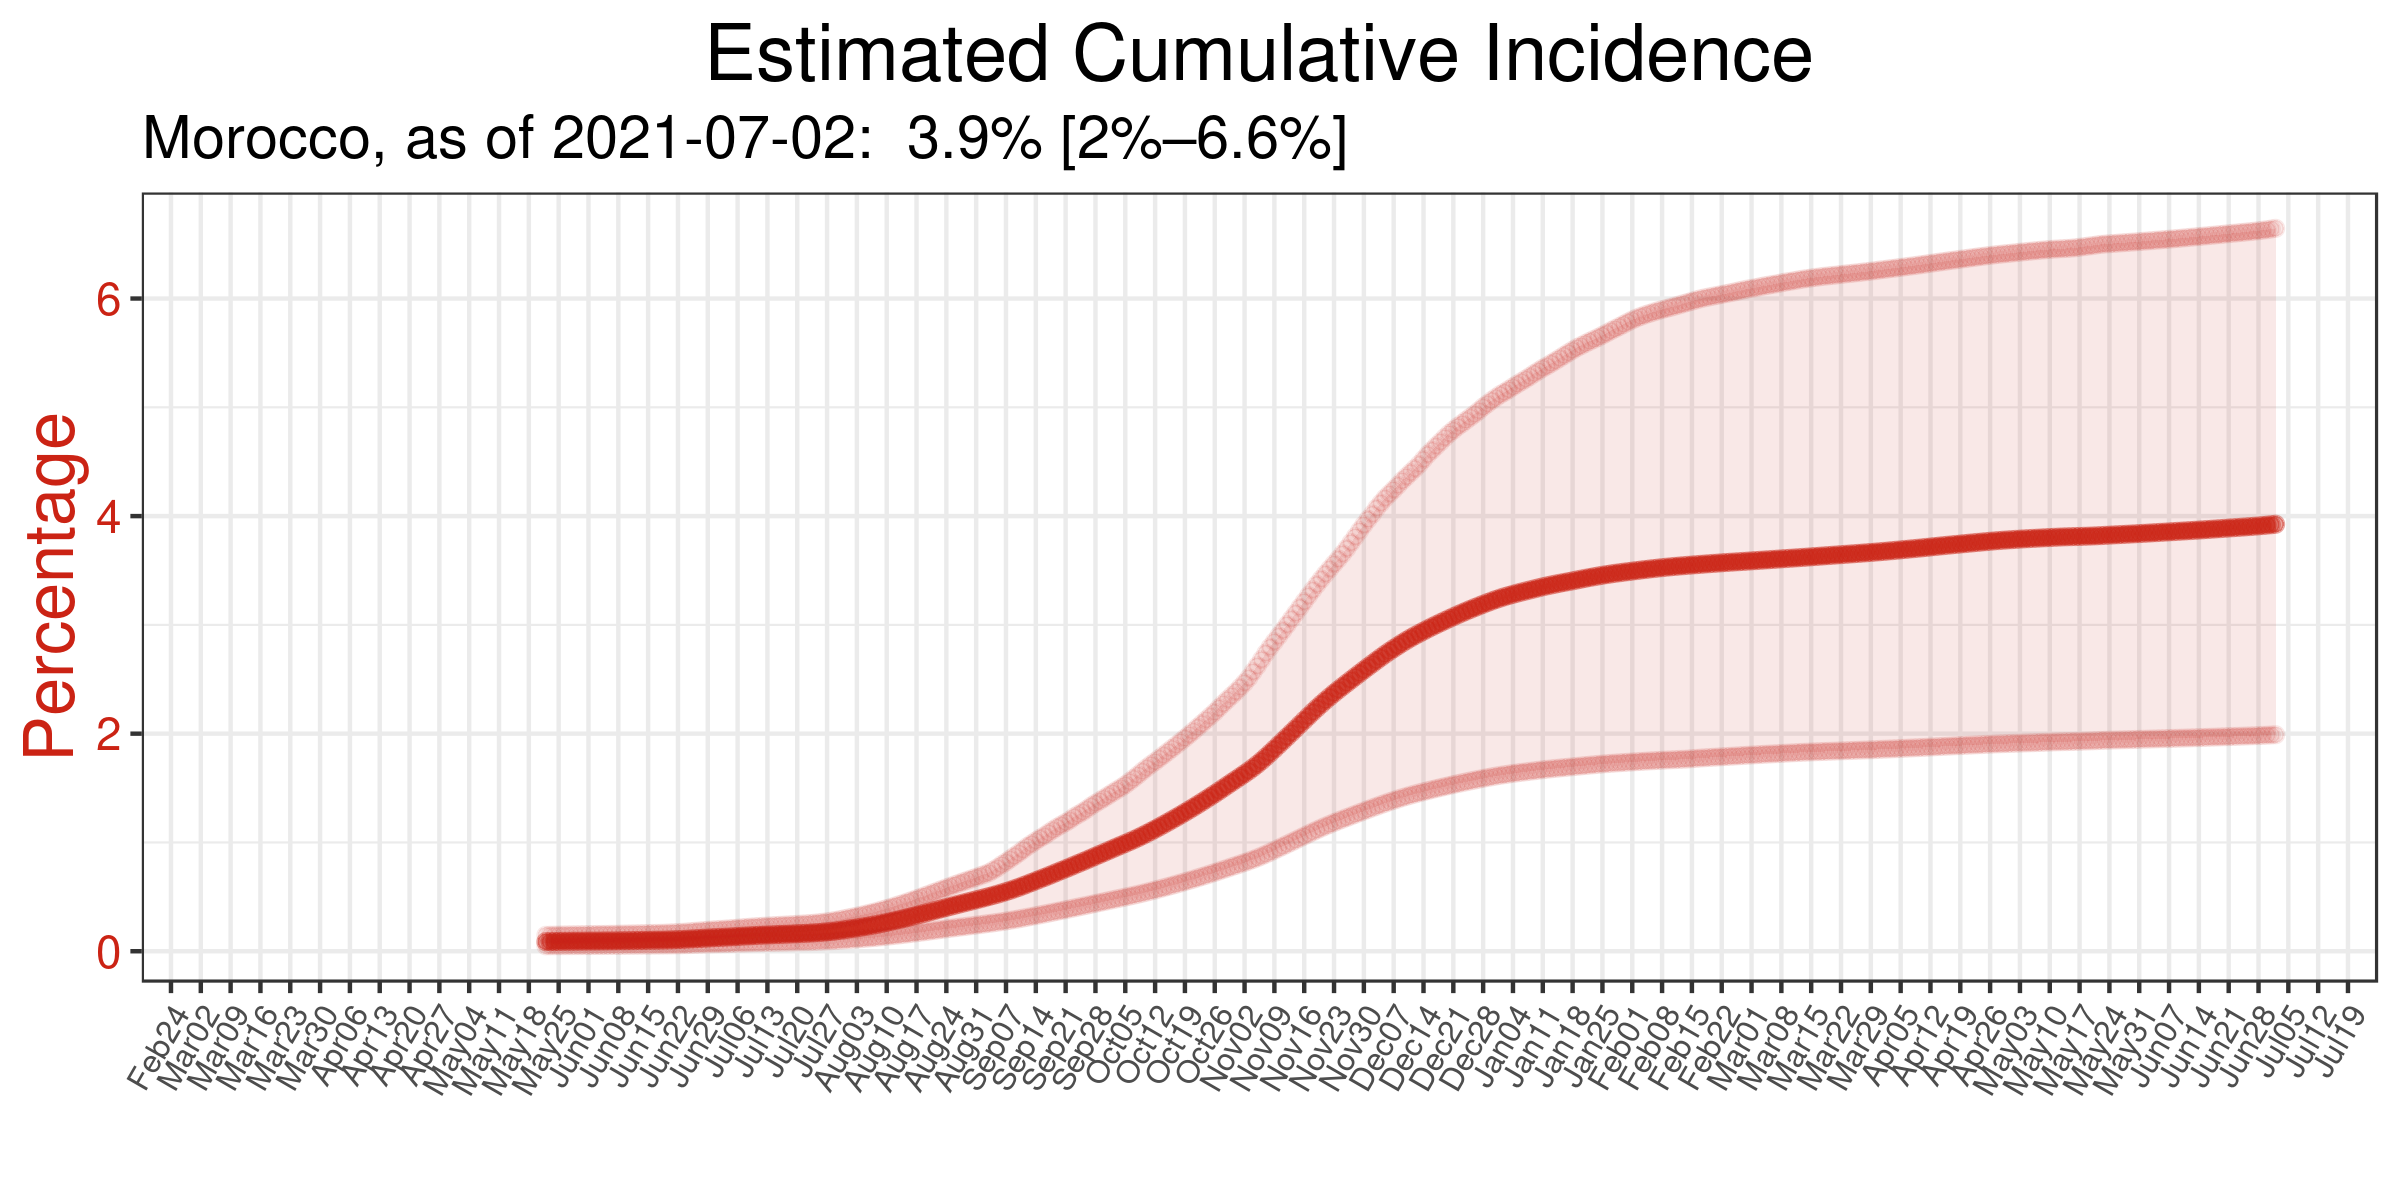 Estimated Cumulative Incidence
Morocco, as of 2021-07-02:  3.9% [2%–6.6%]
Percentage
6
4
2
0
Feb24
Mar02
Mar09
Mar16
Mar23
Mar30
Apr06
Apr13
Apr20
Apr27
May04
May11
May18
May25
Jun01
Jun08
Jun15
Jun22
Jun29
Jul06
Jul13
Jul20
Jul27
Aug03
Aug10
Aug17
Aug24
Aug31
Sep07
Sep14
Sep21
Sep28
Oct05
Oct12
Oct19
Oct26
Nov02
Nov09
Nov16
Nov23
Nov30
Dec07
Dec14
Dec21
Dec28
Jan04
Jan11
Jan18
Jan25
Feb01
Feb08
Feb15
Feb22
Mar01
Mar08
Mar15
Mar22
Mar29
Apr05
Apr12
Apr19
Apr26
May03
May10
May17
May24
May31
Jun07
Jun14
Jun21
Jun28
Jul05
Jul12
Jul19